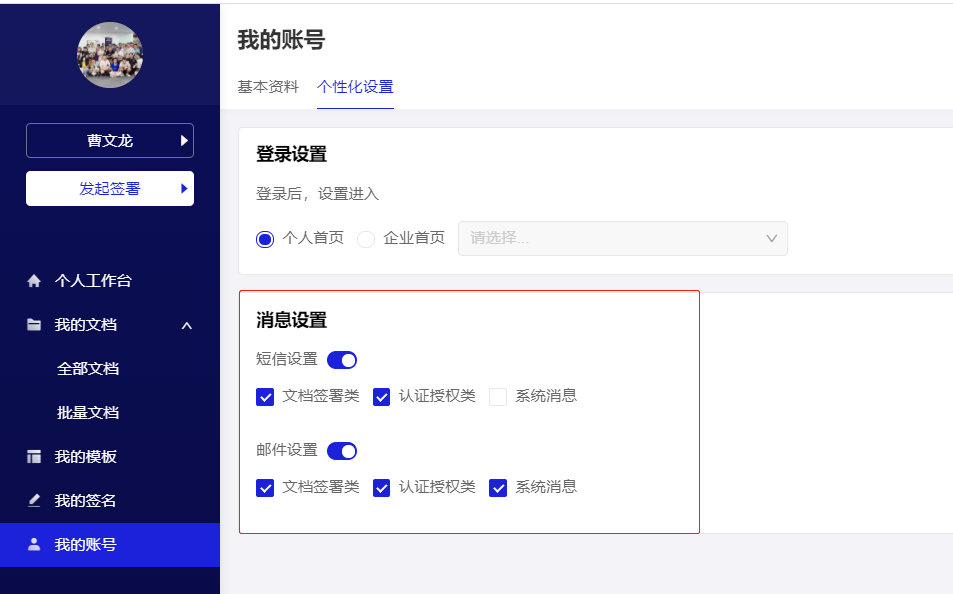 曹文龙
发起签署
个人工作台
我的文档
全部文档
批量文档
我的模板
我的签名
我的账号
我的账号
基本资料 个性化设置
登录设置
登录后，设置进入
个人首页 企业首页 请选择...
消息设置
短信设置
文档签署类 认证授权类 系统消息
邮件设置
文档签署类 认证授权类 系统消息